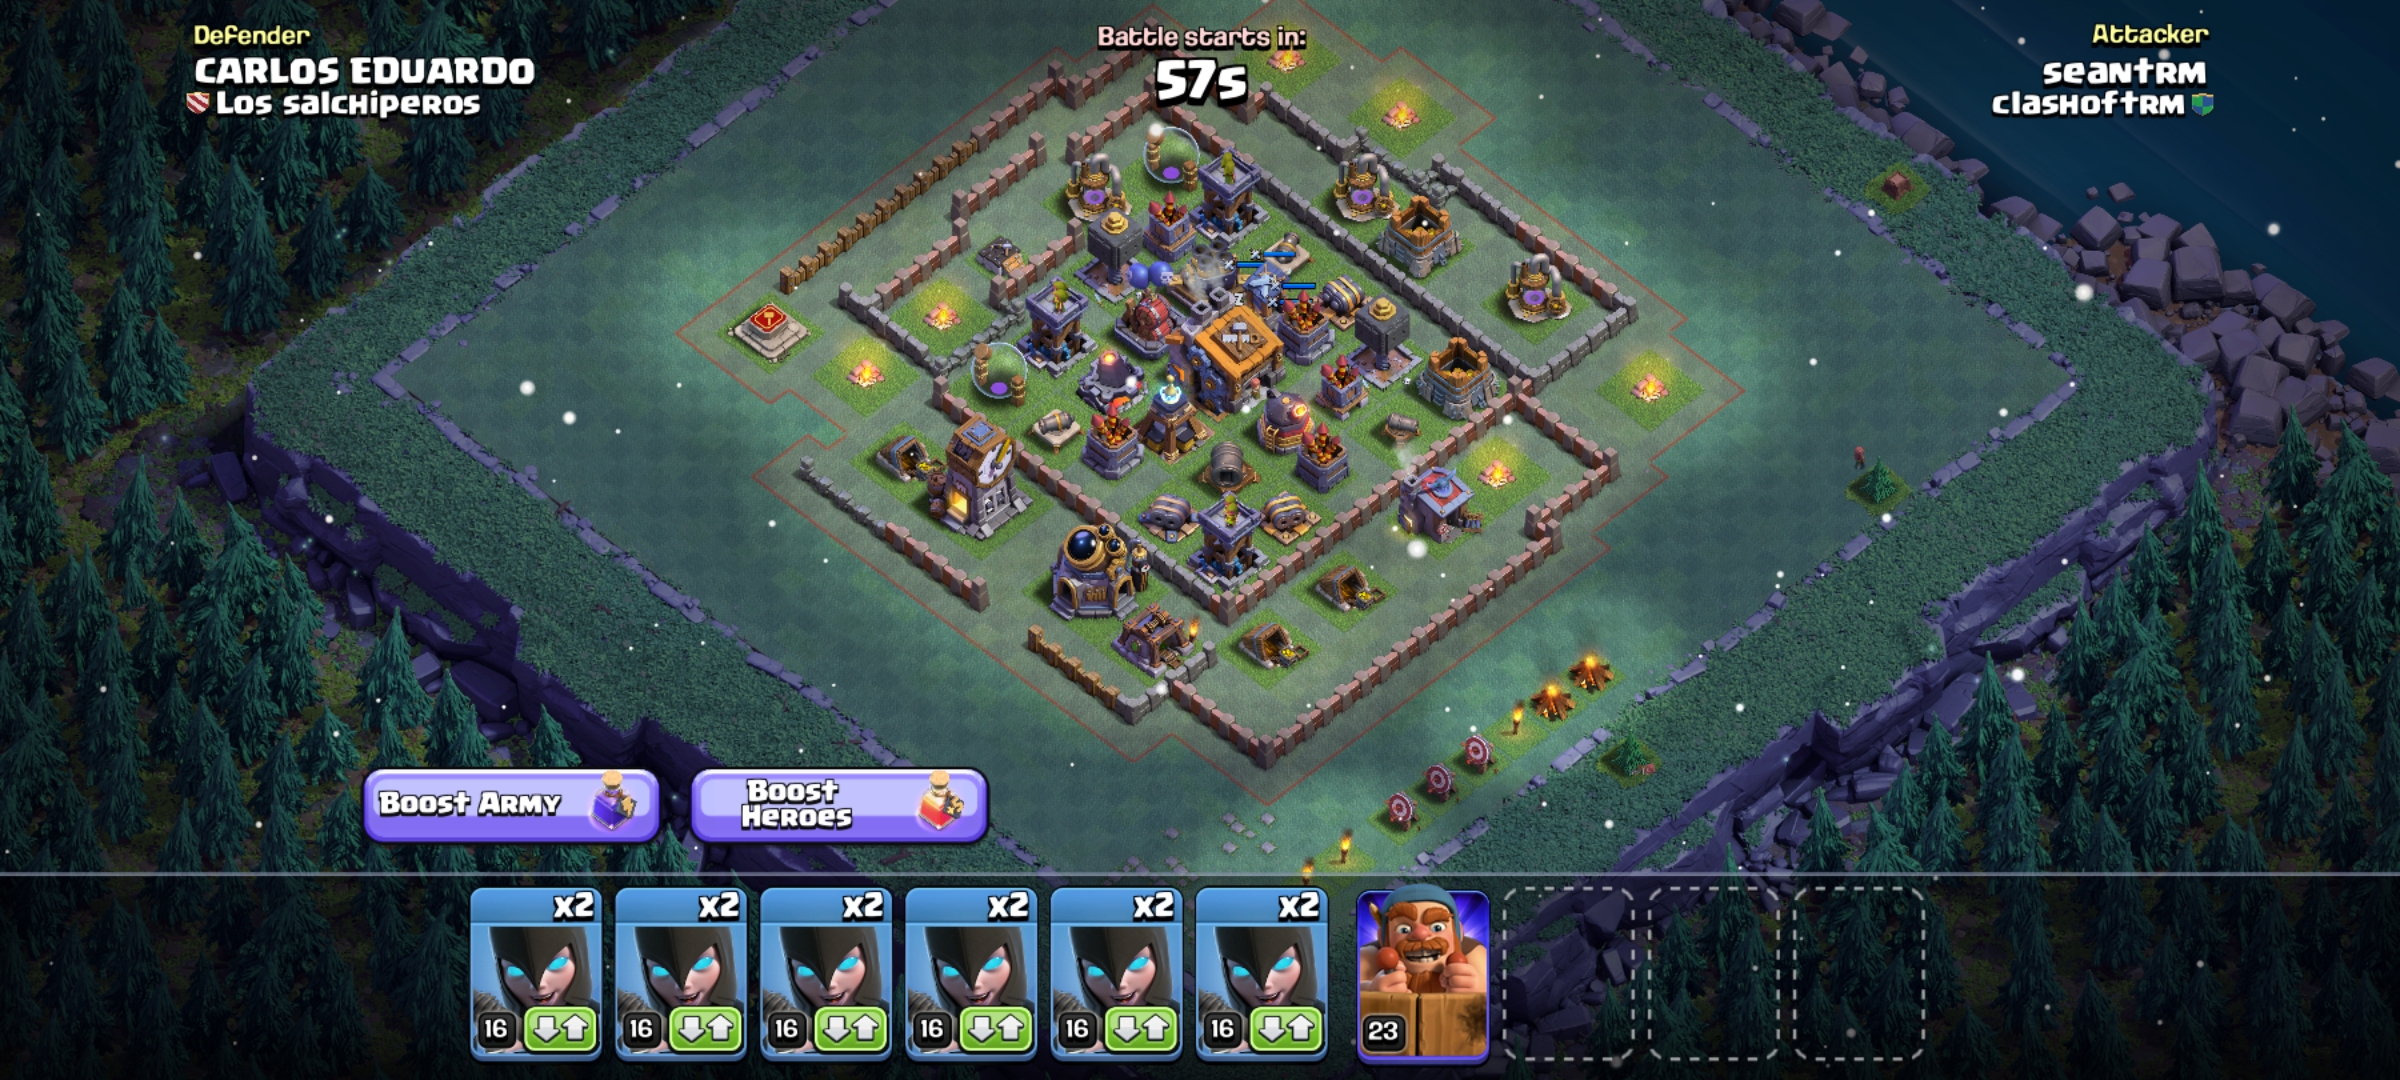 Defender
CARLOS EDUARDO
Los salchiperos
Battle starts in:
57s
Attacker
seantRM
clashoftRM
Boost Army
Boost
Heroes
x2
x2
x2
x2
x2
x2
16
16
16
16
16
16
23